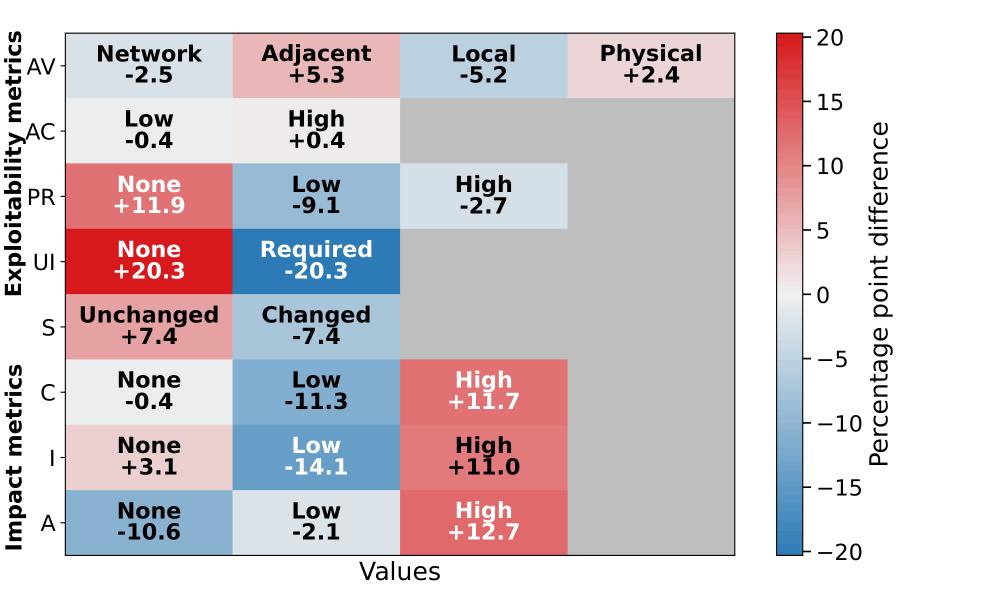 Exploitability metrics
Impact metrics
AV
Network
-2.5
Adjacent
+5.3
Local
-5.2
Physical
+2.4
AC
Low
-0.4
High
+0.4
PR
None
+11.9
Low
-9.1
High
-2.7
UI
None
+20.3
Required
-20.3
S
Unchanged
+7.4
Changed
-7.4
C
None
-0.4
Low
-11.3
High
+11.7
I
None
+3.1
Low
-14.1
High
+11.0
A
None
-10.6
Low
-2.1
High
+12.7
Values
20
15
10
5
0
−5
−10
−15
−20
Percentage point difference